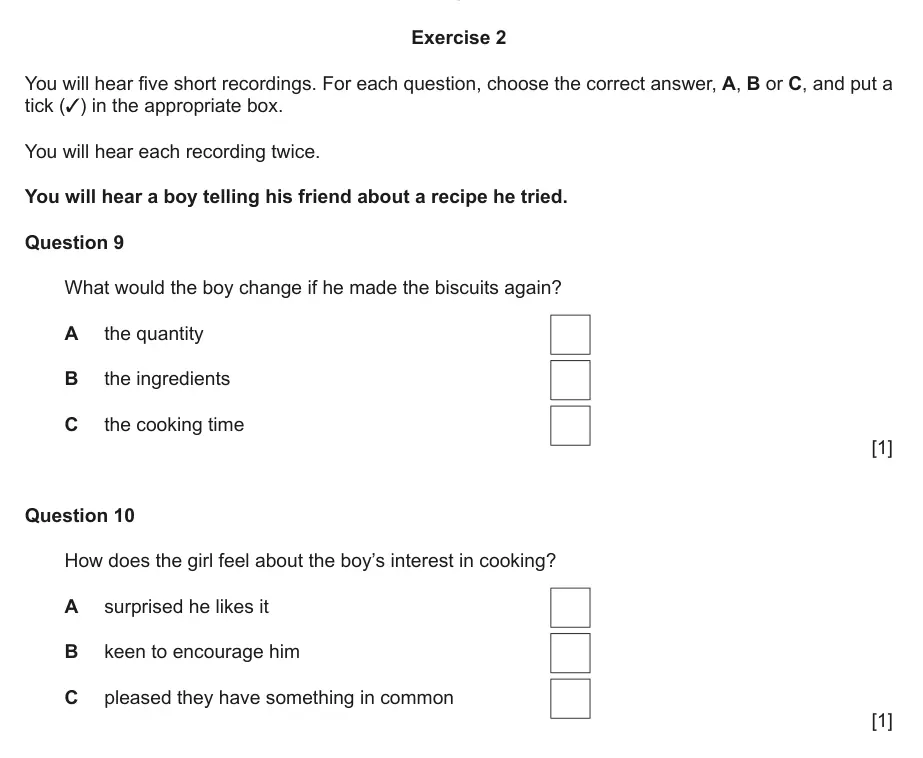 Exercise 2
You will hear five short recordings. For each question, choose the correct answer, A, B or C, and put a
tick (✓) in the appropriate box.
You will hear each recording twice.
You will hear a boy telling his friend about a recipe he tried.
Question 9
What would the boy change if he made the biscuits again?
A the quantity
B the ingredients
C the cooking time
[1]
Question 10
How does the girl feel about the boy's interest in cooking?
A surprised he likes it
B keen to encourage him
C pleased they have something in common
[1]